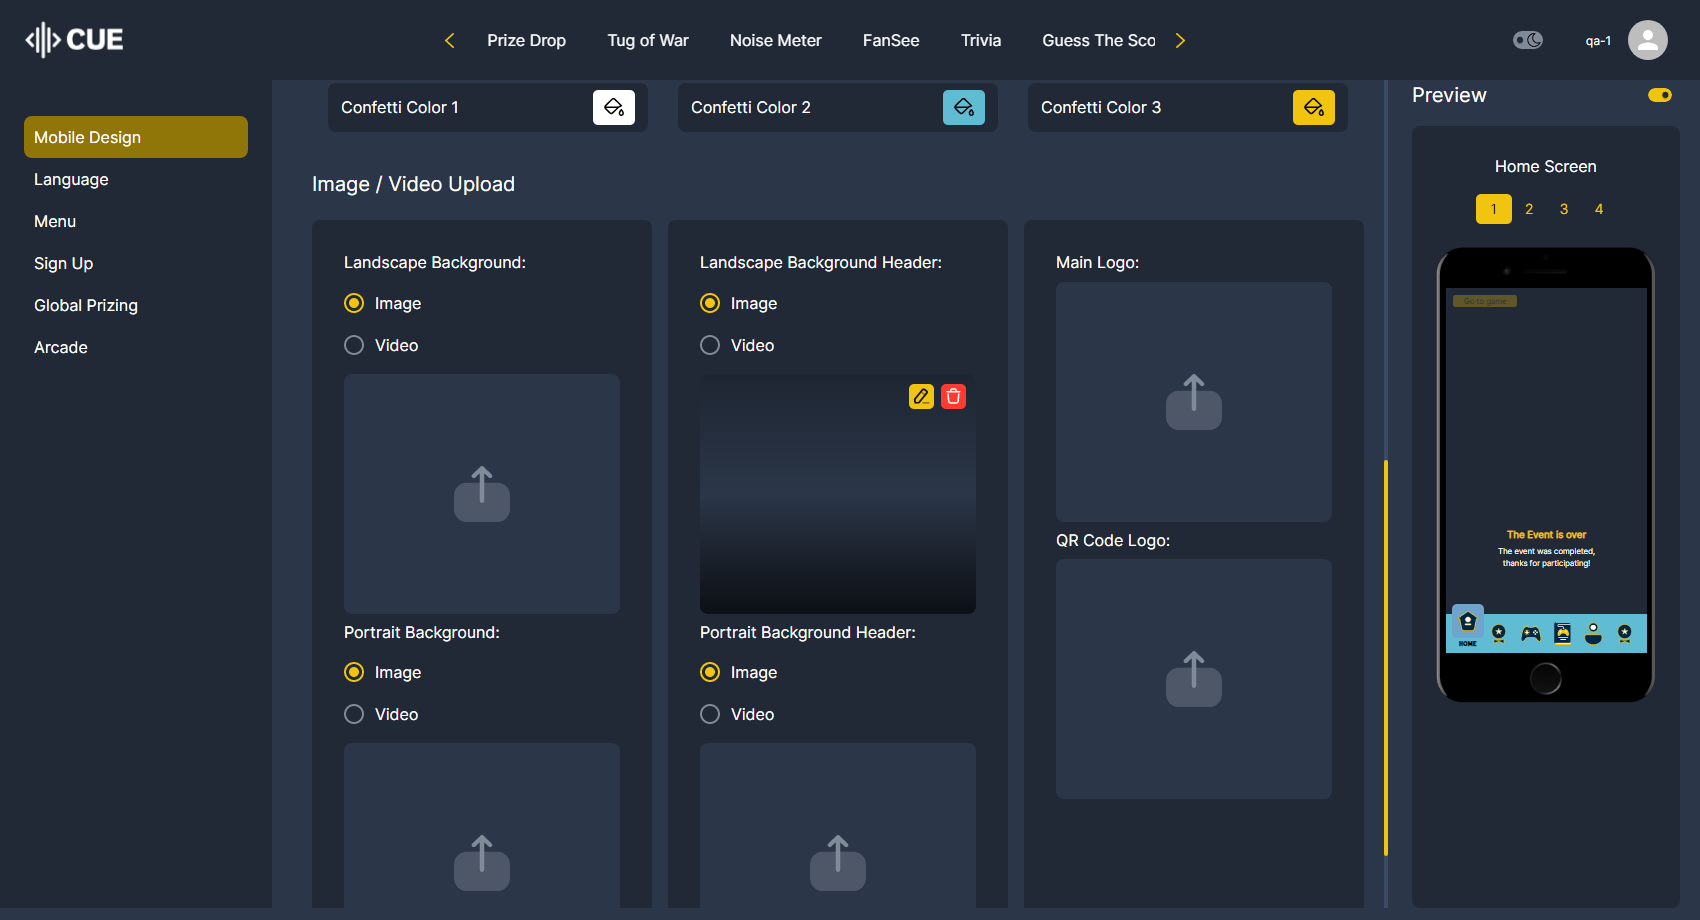 CUE
Prize Drop
Tug of War
Noise Meter
FanSee
Trivia
Guess The Sco
qa-1
Mobile Design
Language
Menu
Sign Up
Global Prizing
Arcade
Confetti Color 1
Confetti Color 2
Confetti Color 3
Image / Video Upload
Landscape Background:
Image
Video
Portrait Background:
Image
Video
Landscape Background Header:
Image
Video
Portrait Background Header:
Image
Video
Main Logo:
QR Code Logo:
Preview
Home Screen
1 2 3 4
Go to game
The Event is over
The event was completed,
thanks for participating!
HOME